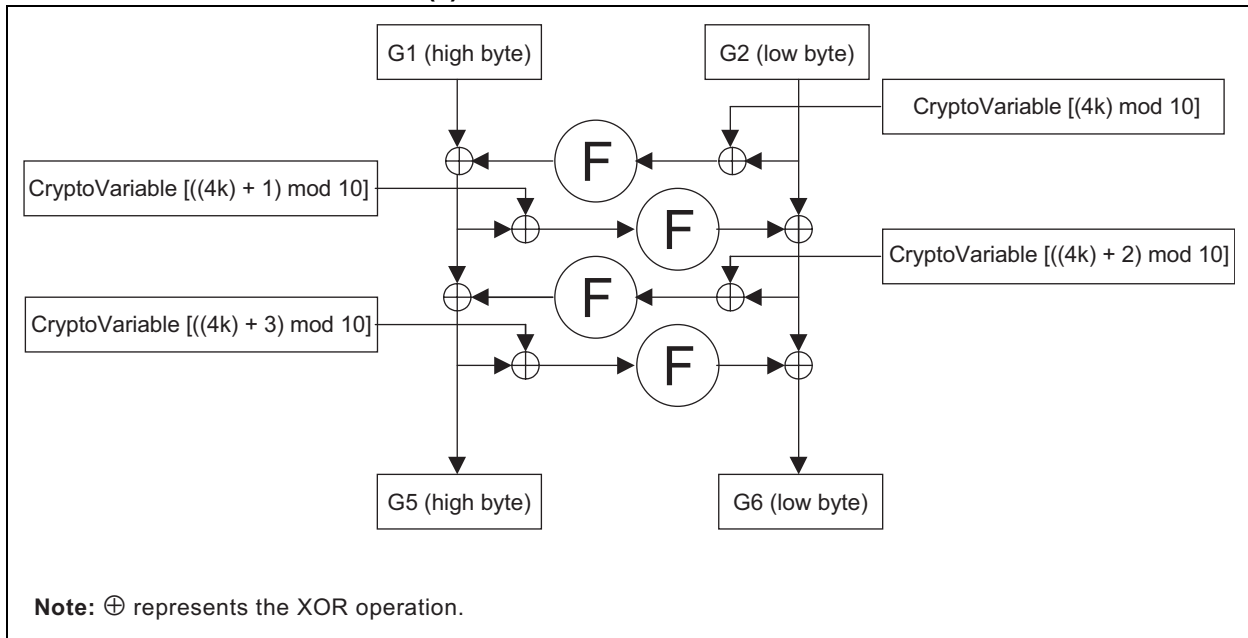 G1 (high byte)
G2 (low byte)
CryptoVariable [(4k) mod 10]
F
CryptoVariable [((4k) + 1) mod 10]
F
CryptoVariable [((4k) + 2) mod 10]
F
CryptoVariable [((4k) + 3) mod 10]
F
G5 (high byte)
G6 (low byte)
Note: ⊕ represents the XOR operation.